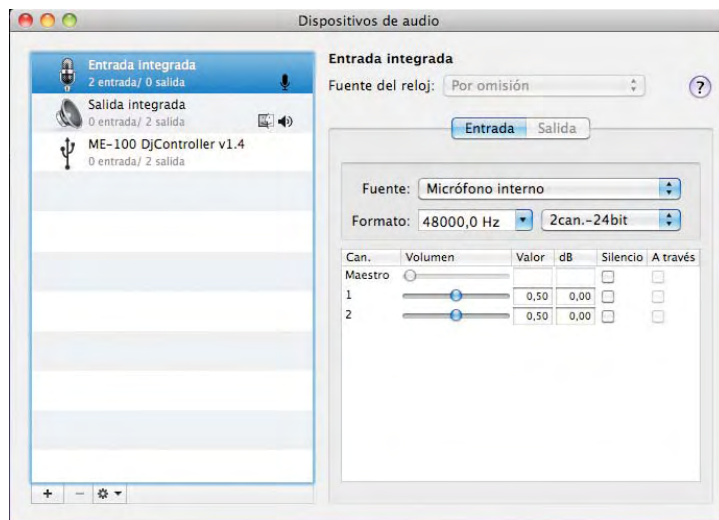 Dispositivos de audio
Entrada integrada
2 entrada/ 0 salida
Salida integrada
0 entrada/ 2 salida
ME-100 DjController v1.4
0 entrada/ 2 salida
Entrada integrada
Fuente del reloj: Por omisión
?
Entrada Salida
Fuente: Micrófono interno
Formato: 48000,0 Hz 2can.-24bit
Can. Volumen Valor dB Silencio A través
Maestro
1 0,50 0,00
2 0,50 0,00